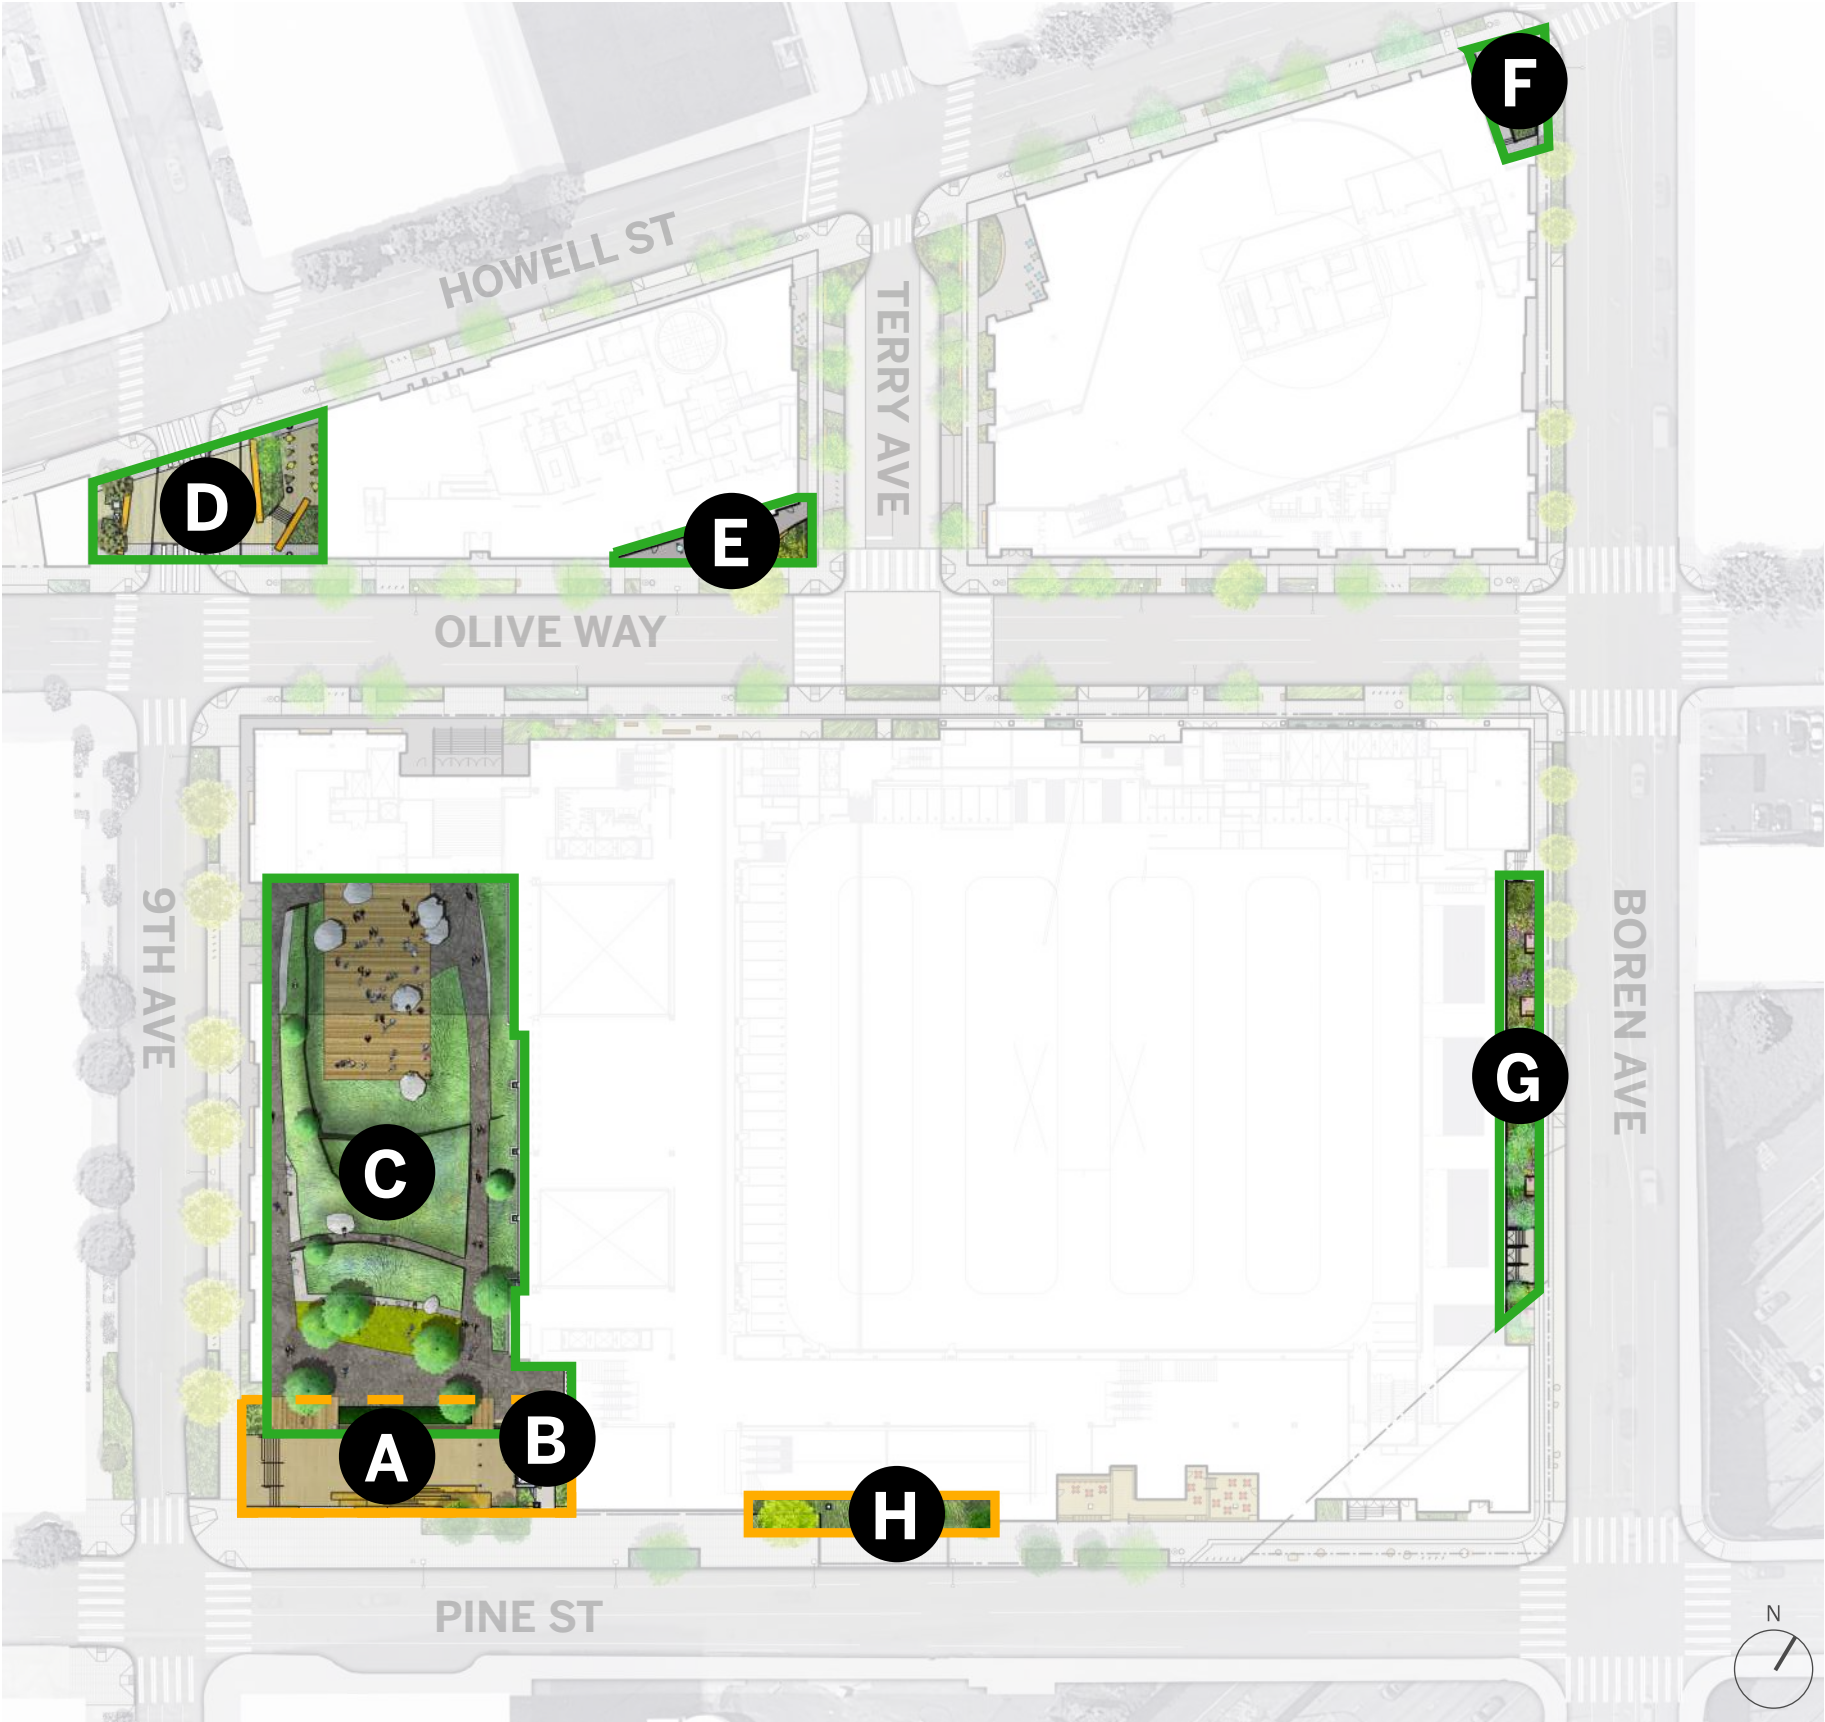 F
HOWELL ST
TERRY AVE
D
E
OLIVE WAY
9TH AVE
BOREN AVE
G
C
B
A
H
PINE ST
N